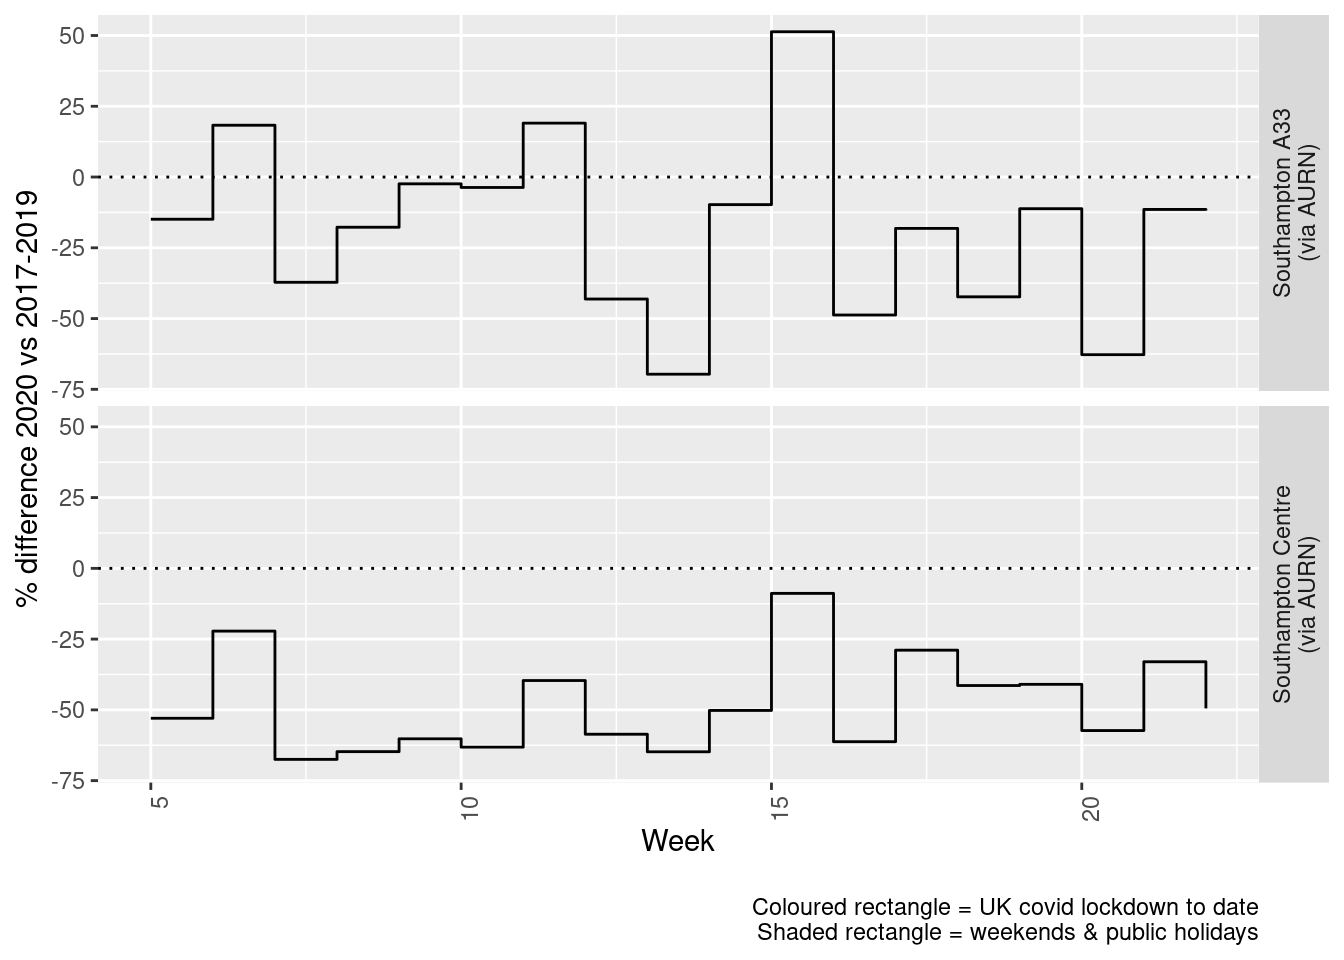 % difference 2020 vs 2017-2019
50
25
0
-25
-50
-75
Southampton A33
(via AURN)
50
25
0
-25
-50
-75
Southampton Centre
(via AURN)
5
10
15
20
Week
Coloured rectangle = UK covid lockdown to date
Shaded rectangle = weekends & public holidays